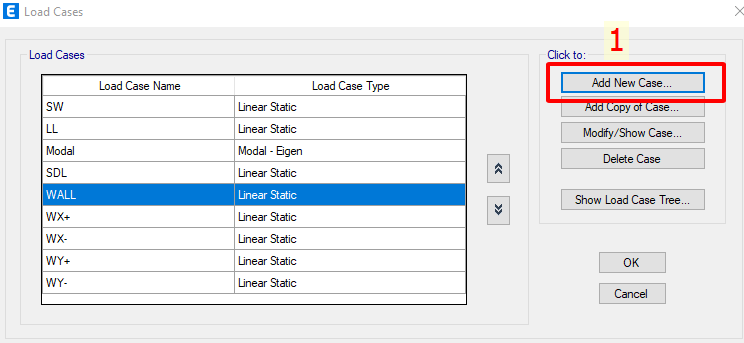 E Load Cases
1
Load Cases
Click to:
Load Case Name Load Case Type
SW Linear Static
LL Linear Static
Modal Modal - Eigen
SDL Linear Static
WALL Linear Static
WX+ Linear Static
WX- Linear Static
WY+ Linear Static
WY- Linear Static
Add New Case...
Add Copy of Case...
Modify/Show Case...
Delete Case
Show Load Case Tree...
OK
Cancel